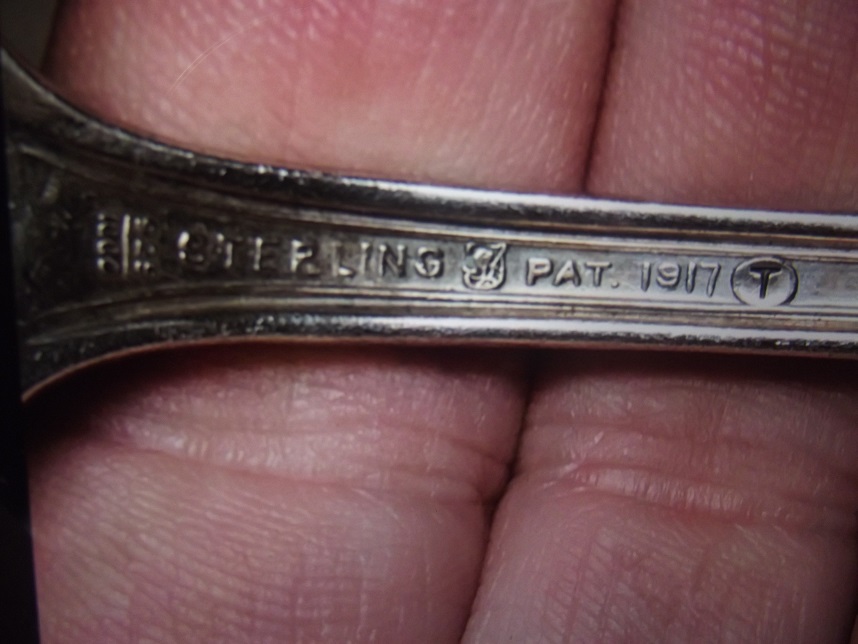 STERLING PAT. 1917 T